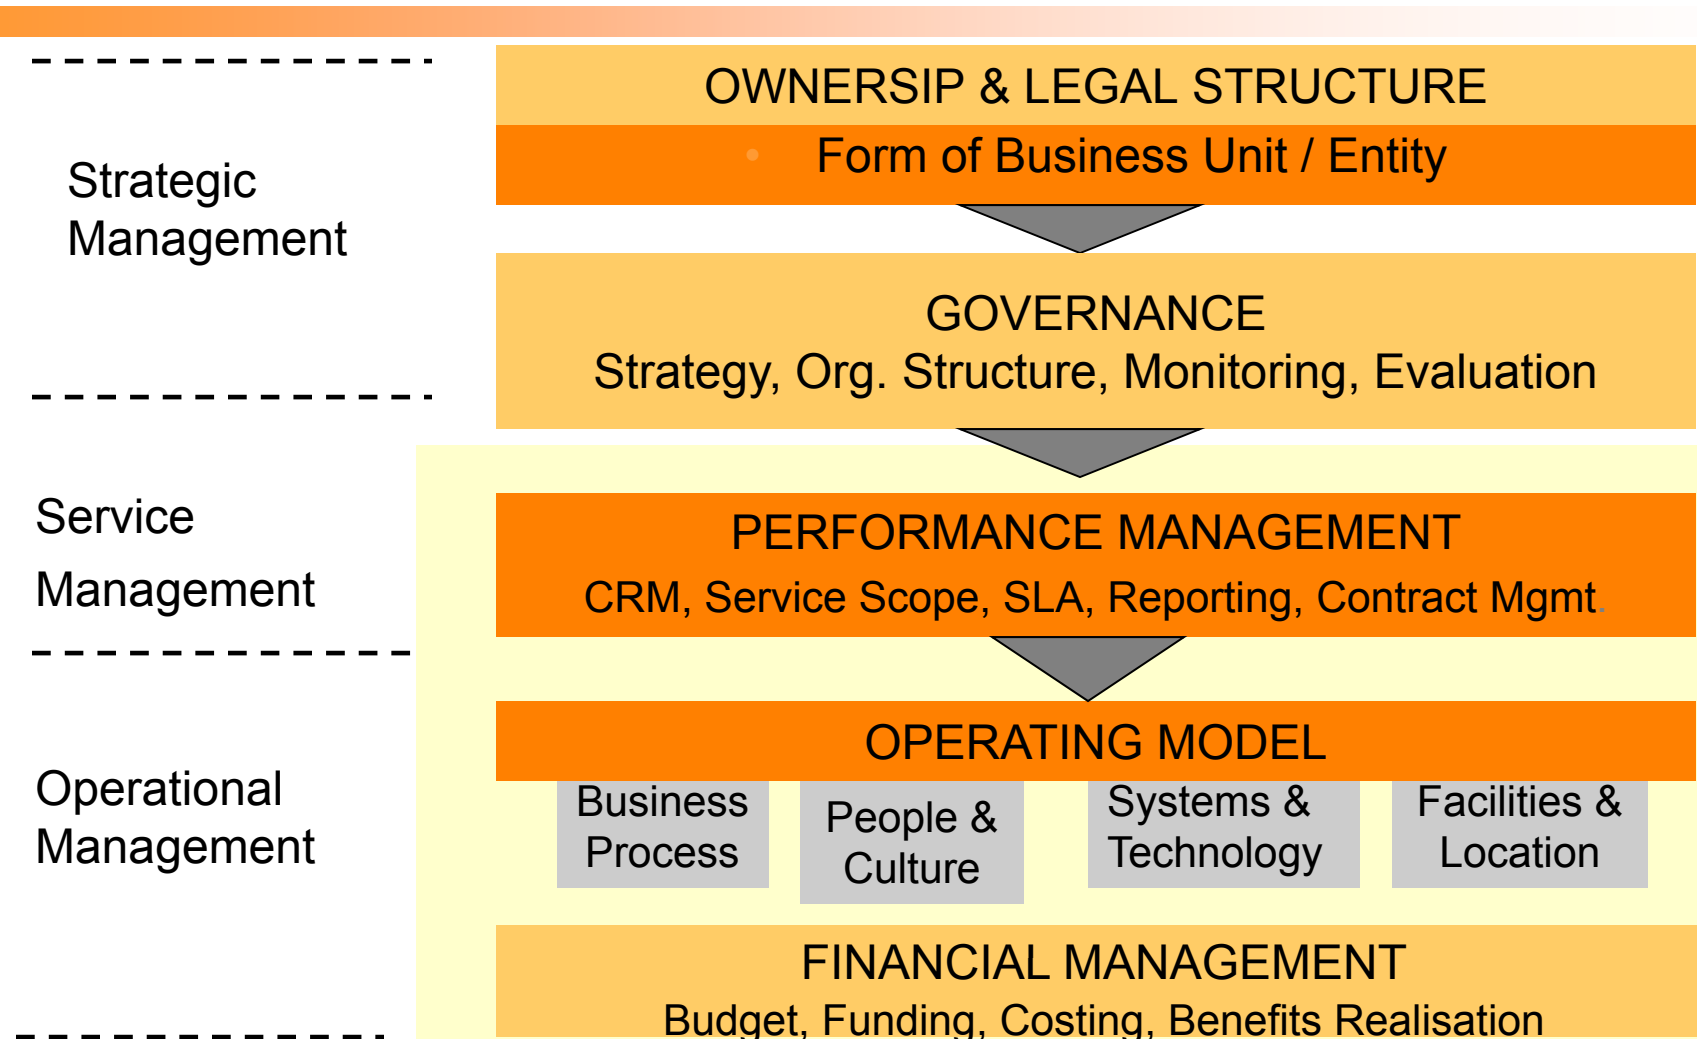 OWNERSIP & LEGAL STRUCTURE
• Form of Business Unit / Entity
Strategic
Management
GOVERNANCE
Strategy, Org. Structure, Monitoring, Evaluation
Service
Management
PERFORMANCE MANAGEMENT
CRM, Service Scope, SLA, Reporting, Contract Mgmt.
Operational
Management
OPERATING MODEL
Business
Process
People &
Culture
Systems &
Technology
Facilities &
Location
FINANCIAL MANAGEMENT
Budget, Funding, Costing, Benefits Realisation